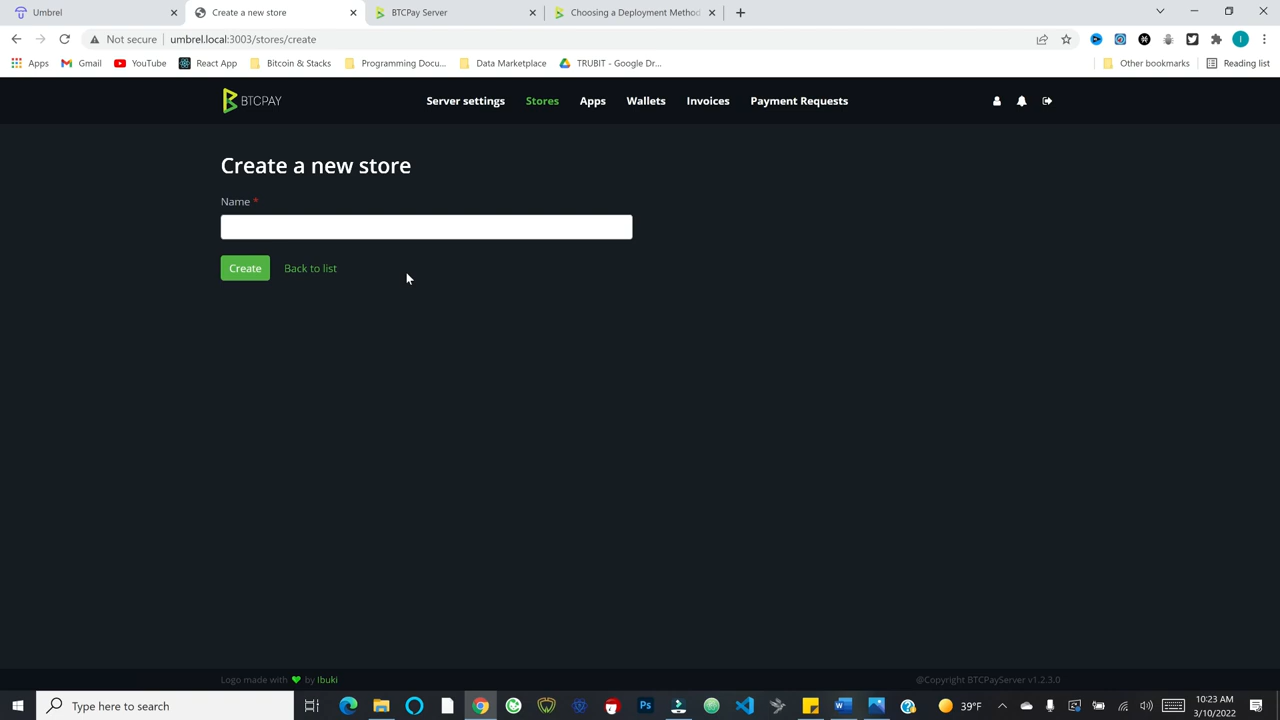 Umbrel
Create a new store
BTCPay Server
Choosing a Deployment Method
Not secure
umbrel.local:3003/stores/create
Apps
Gmail
YouTube
React App
Bitcoin & Stacks
Programming Docu...
Data Marketplace
TRUBIT - Google Dr...
Other bookmarks
Reading list
BTCPAY
Server settings
Stores
Apps
Wallets
Invoices
Payment Requests
Create a new store
Name *
Create
Back to list
Logo made with by Ibuki
@Copyright BTCPayServer v1.2.3.0
Type here to search
39°F
10:23 AM
3/10/2022